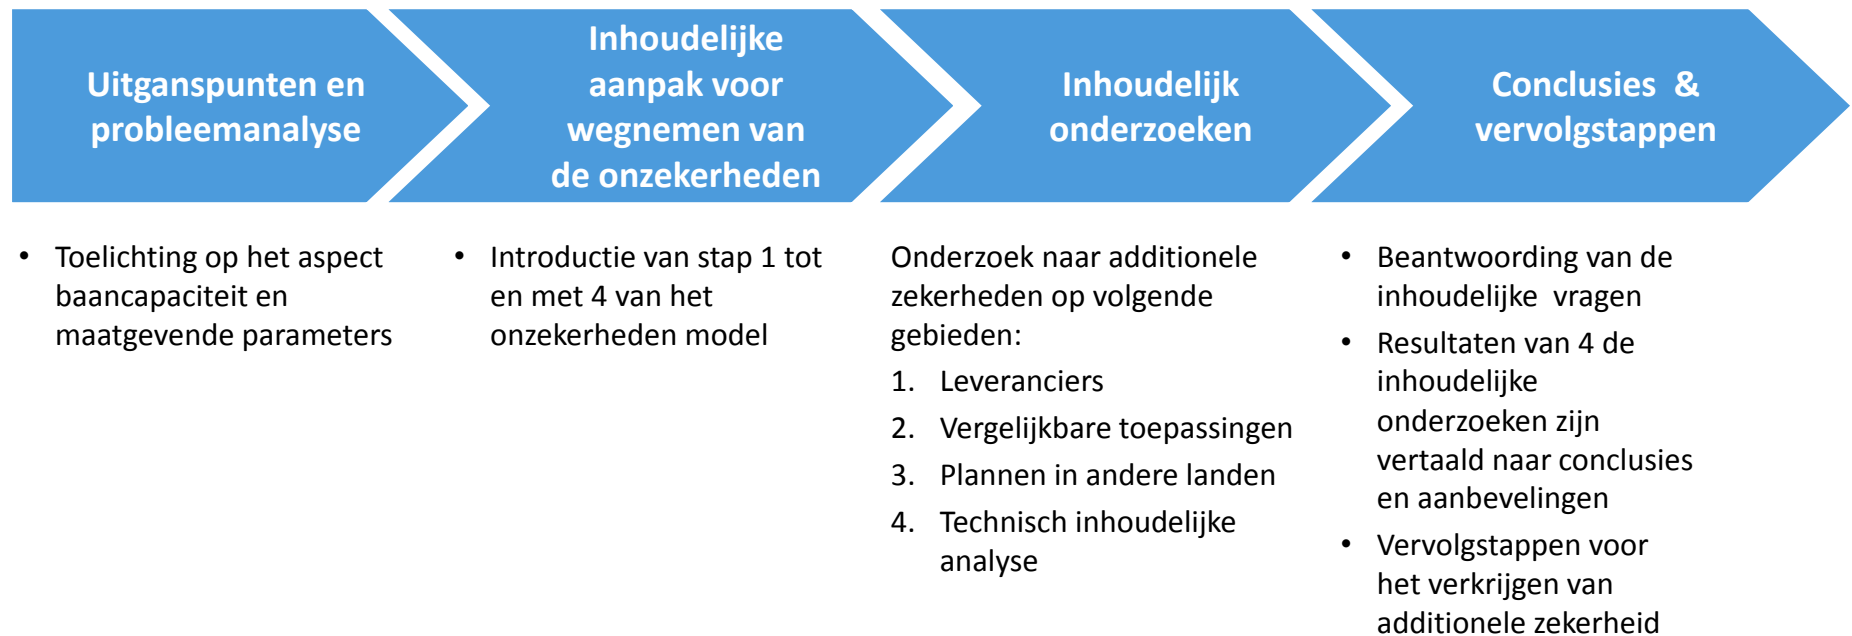 Uitganspunten en
probleemanalyse
Inhoudelijke
aanpak voor
wegnemen van
de onzekerheden
Inhoudelijk
onderzoeken
Conclusies &
vervolgstappen
• Toelichting op het aspect
baancapaciteit en
maatgevende parameters
• Introductie van stap 1 tot
en met 4 van het
onzekerheden model
Onderzoek naar additionele
zekerheden op volgende
gebieden:
1. Leveranciers
2. Vergelijkbare toepassingen
3. Plannen in andere landen
4. Technisch inhoudelijke
analyse
• Beantwoording van de
inhoudelijke vragen
• Resultaten van 4 de
inhoudelijke
onderzoeken zijn
vertaald naar conclusies
en aanbevelingen
• Vervolgstappen voor
het verkrijgen van
additionele zekerheid